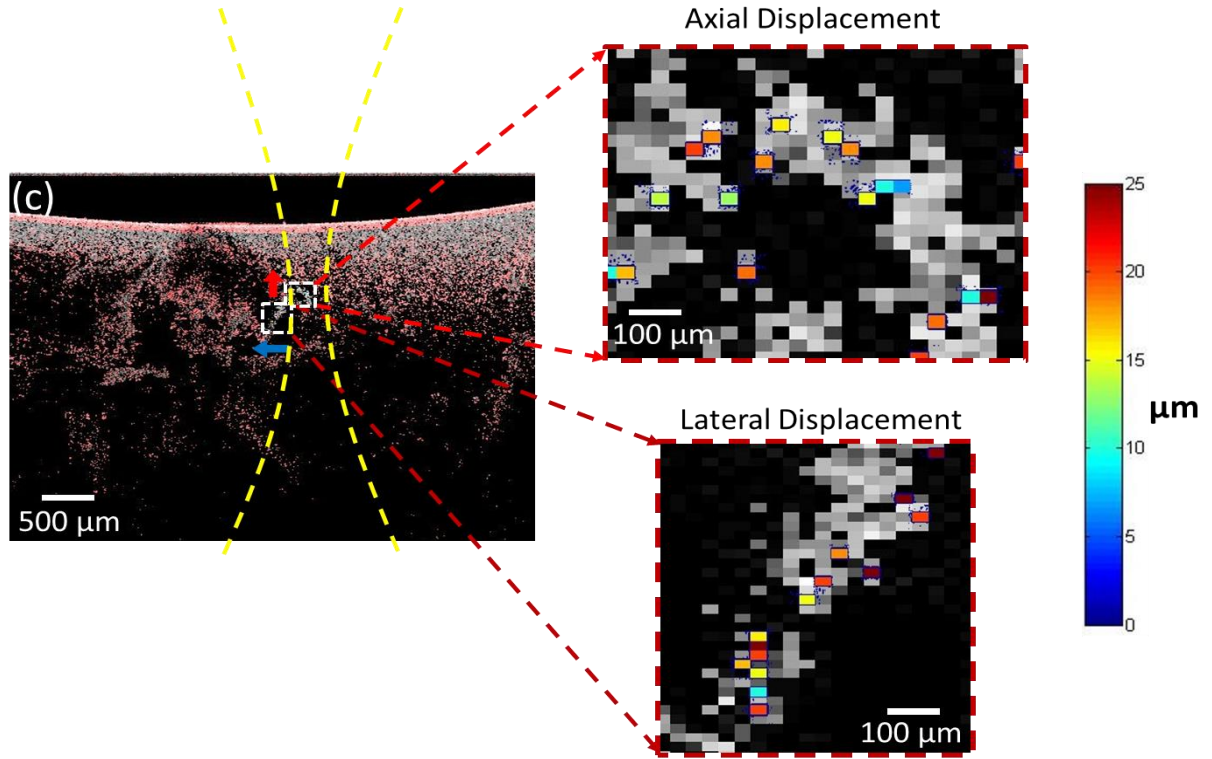 Axial Displacement
(c)
500 µm
100 µm
25
20
15
10
5
0
µm
Lateral Displacement
100 µm